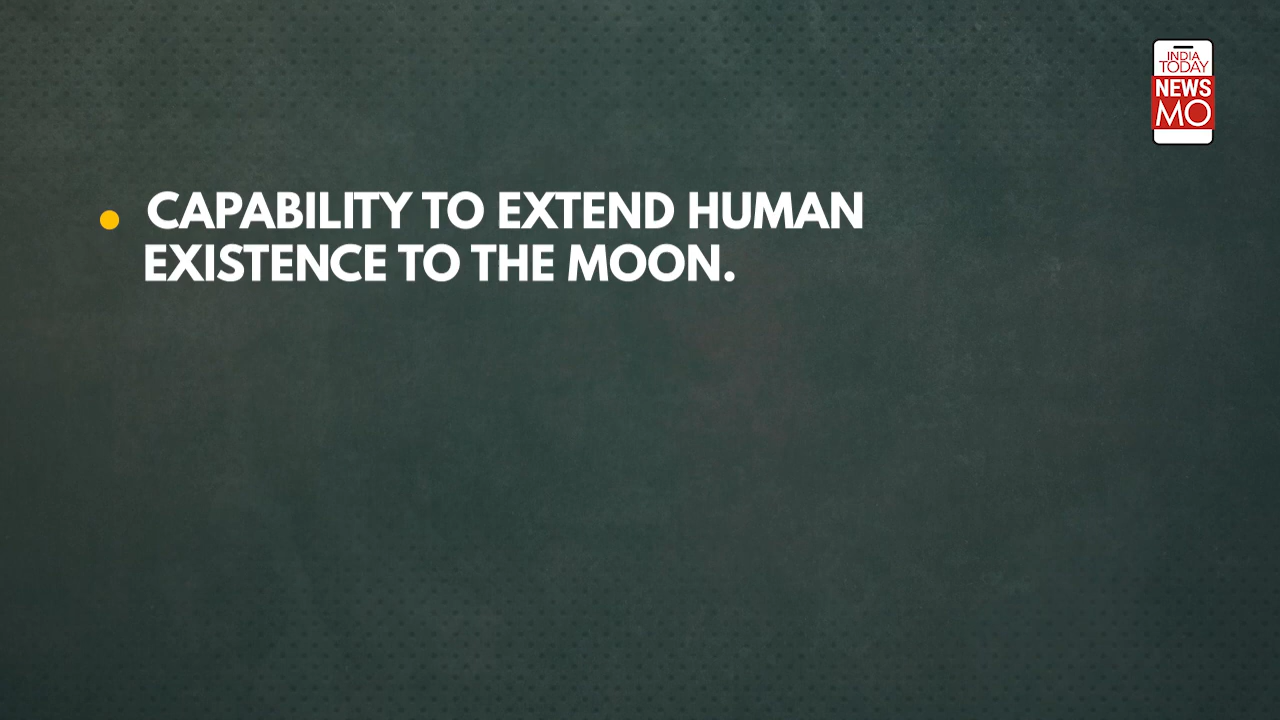 INDIA
TODAY
NEWS
MO
CAPABILITY TO EXTEND HUMAN
EXISTENCE TO THE MOON.